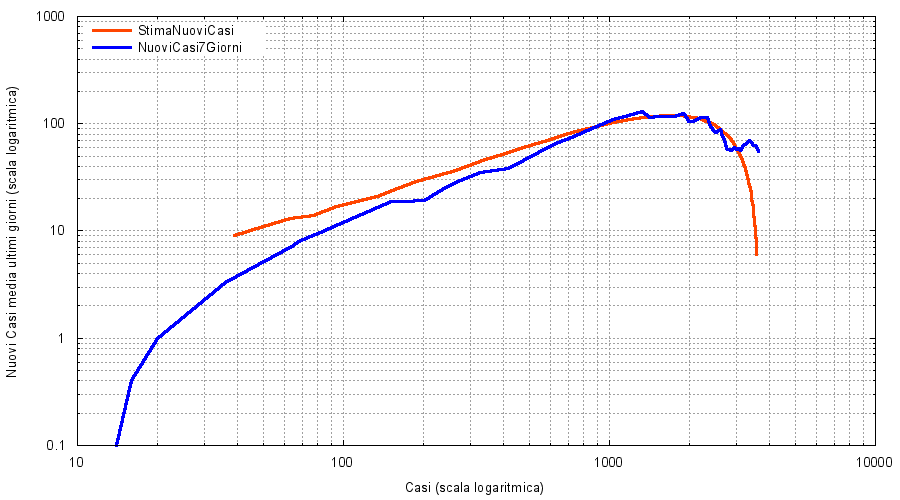 1000
StimaNuoviCasi
NuoviCasi7Giorni
100
10
1
0.1
10
100
1000
10000
Nuovi Casi media ultimi giorni (scala logaritmica)
Casi (scala logaritmica)